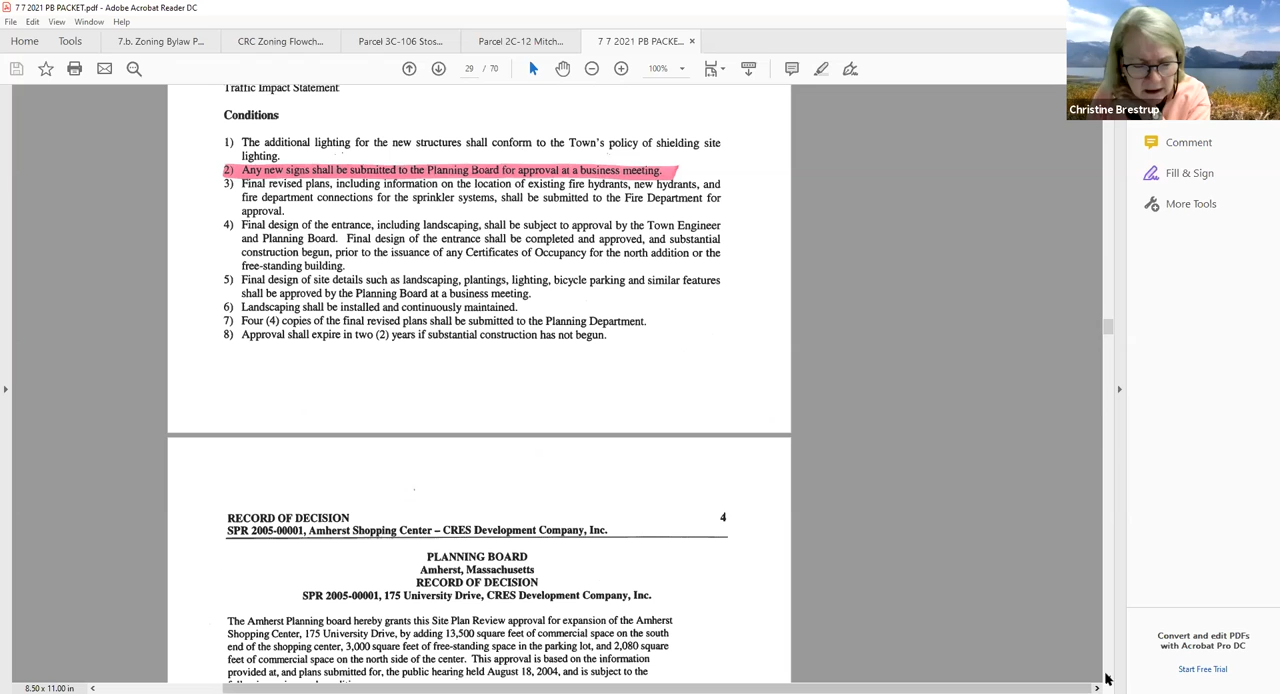 7 7 2021 PB PACKET.pdf - Adobe Acrobat Reader DC
File Edit View Window Help
Home Tools 7.b. Zoning Bylaw P... CRC Zoning Flowch... Parcel 3C-106 Stos... Parcel 2C-12 Mitch... 7 7 2021 PB PACKE... ×
29 / 70 100%
Christine Brestrup
Comment
Fill & Sign
More Tools
Traffic Impact Statement
Conditions
1) The additional lighting for the new structures shall conform to the Town's policy of shielding site
lighting.
2) Any new signs shall be submitted to the Planning Board for approval at a business meeting.
3) Final revised plans, including information on the location of existing fire hydrants, new hydrants, and
fire department connections for the sprinkler systems, shall be submitted to the Fire Department for
approval.
4) Final design of the entrance, including landscaping, shall be subject to approval by the Town Engineer
and Planning Board. Final design of the entrance shall be completed and approved, and substantial
construction begun, prior to the issuance of any Certificates of Occupancy for the north addition or the
free-standing building.
5) Final design of site details such as landscaping, plantings, lighting, bicycle parking and similar features
shall be approved by the Planning Board at a business meeting.
6) Landscaping shall be installed and continuously maintained.
7) Four (4) copies of the final revised plans shall be submitted to the Planning Department.
8) Approval shall expire in two (2) years if substantial construction has not begun.
RECORD OF DECISION 4
SPR 2005-00001, Amherst Shopping Center – CRES Development Company, Inc.
PLANNING BOARD
Amherst, Massachusetts
RECORD OF DECISION
SPR 2005-00001, 175 University Drive, CRES Development Company, Inc.
The Amherst Planning board hereby grants this Site Plan Review approval for expansion of the Amherst
Shopping Center, 175 University Drive, by adding 13,500 square feet of commercial space on the south
end of the shopping center, 3,000 square feet of free-standing space in the parking lot, and 2,080 square
feet of commercial space on the north side of the center. This approval is based on the information
provided at, and plans submitted for, the public hearing held August 18, 2004, and is subject to the
Convert and edit PDFs
with Acrobat Pro DC
Start Free Trial
8.50 x 11.00 in